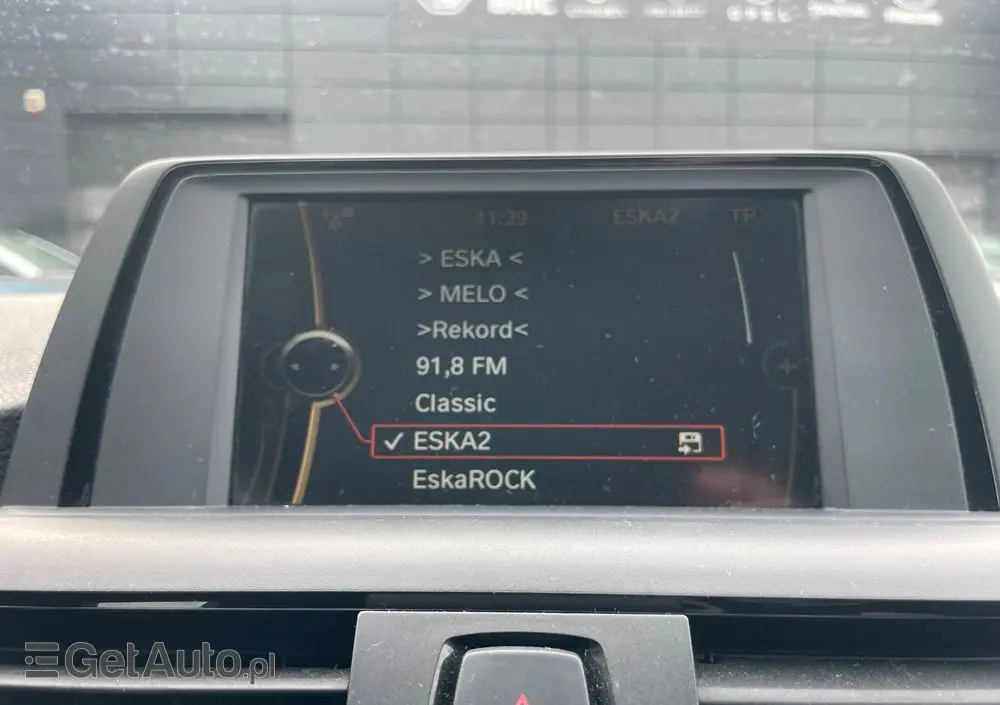 11:39 ESKA2 TP
> ESKA <
> MELO <
>Rekord<
91,8 FM
Classic
✓ ESKA2
EskaROCK
GetAuto.pl